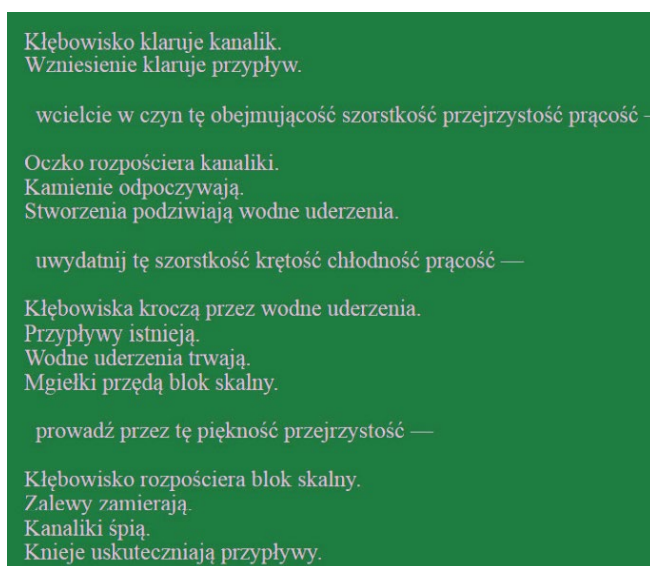 Kłębowisko klaruje kanalik.
Wzniesienie klaruje przypływ.
wcielcie w czyn tę obejmującość szorstkość przejrzystość prącość -
Oczko rozpościera kanaliki.
Kamienie odpoczywają.
Stworzenia podziwiają wodne uderzenia.
uwydatnij tę szorstkość krętość chłodność prącość —
Kłębowiska kroczą przez wodne uderzenia.
Przypływy istnieją.
Wodne uderzenia trwają.
Mgiełki przędą blok skalny.
prowadź przez tę piękność przejrzystość —
Kłębowisko rozpościera blok skalny.
Zalewy zamierają.
Kanaliki śpią.
Knieje uskuteczniają przypływy.